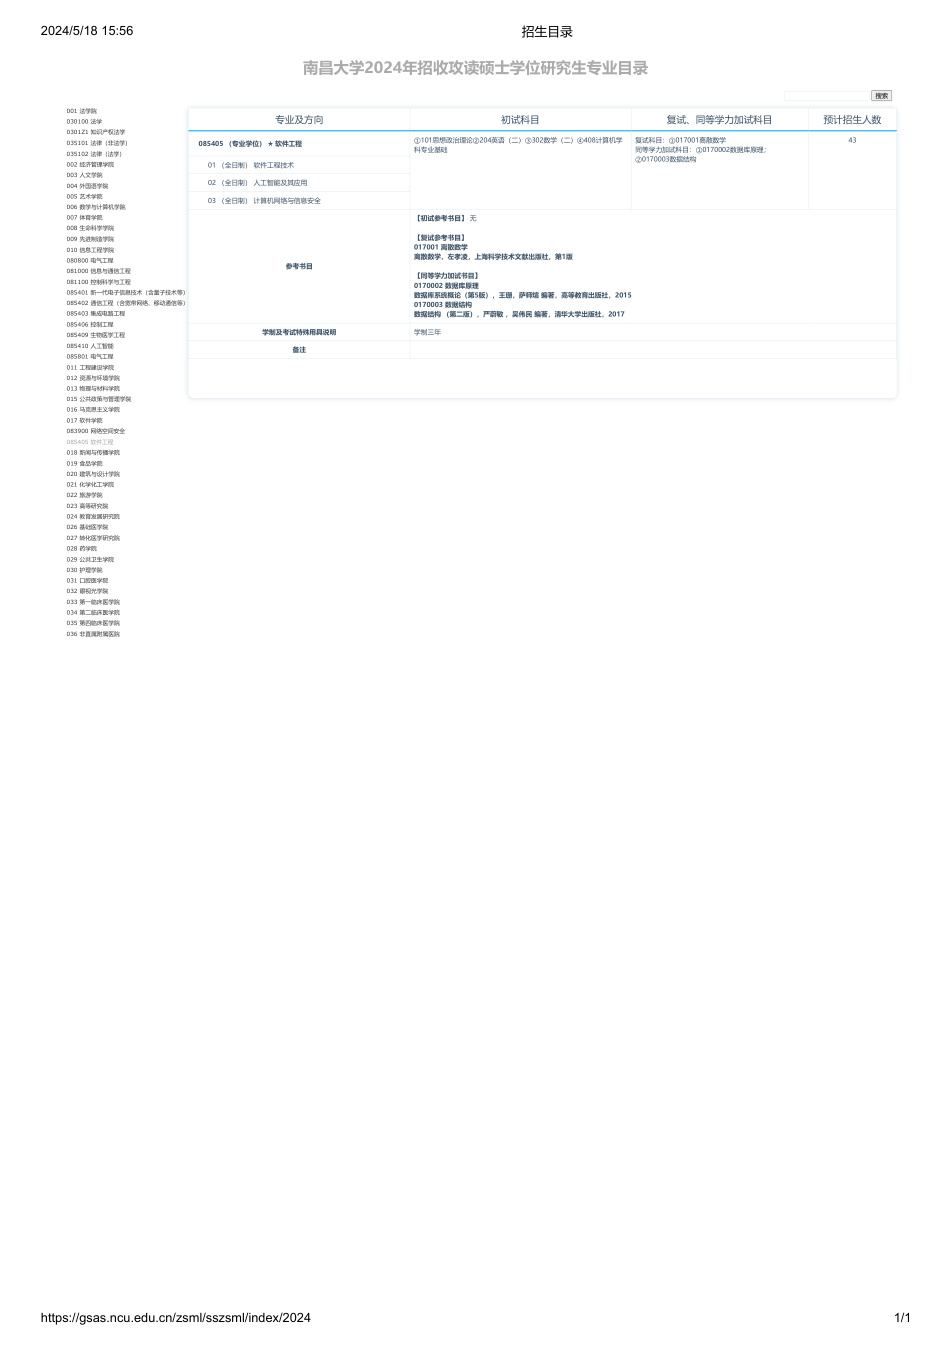 2024/5/18 15:56
招生目录
南昌大学2024年招收攻读硕士学位研究生专业目录
搜索
001 法学院
030100 法学
0301Z1 知识产权法学
035101 法律（非法学）
035102 法律（法学）
002 经济管理学院
003 人文学院
004 外国语学院
005 艺术学院
006 数学与计算机学院
007 体育学院
008 生命科学学院
009 先进制造学院
010 信息工程学院
080800 电气工程
081000 信息与通信工程
081100 控制科学与工程
085401 新一代电子信息技术（含量子技术等）
085402 通信工程（含宽带网络、移动通信等）
085403 集成电路工程
085406 控制工程
085409 生物医学工程
085410 人工智能
085801 电气工程
011 工程建设学院
012 资源与环境学院
013 物理与材料学院
015 公共政策与管理学院
016 马克思主义学院
017 软件学院
083900 网络空间安全
085405 软件工程
018 新闻与传播学院
019 食品学院
020 建筑与设计学院
021 化学化工学院
022 旅游学院
023 高等研究院
024 教育发展研究院
026 基础医学院
027 转化医学研究院
028 药学院
029 公共卫生学院
030 护理学院
031 口腔医学院
032 眼视光学院
033 第一临床医学院
034 第二临床医学院
035 第四临床医学院
036 非直属附属医院
专业及方向
初试科目
复试、同等学力加试科目
预计招生人数
085405 （专业学位）★软件工程
①101思想政治理论②204英语（二）③302数学（二）④408计算机学
科专业基础
复试科目：①017001离散数学
同等学力加试科目：①0170002数据库原理；
②0170003数据结构
43
01 （全日制） 软件工程技术
02 （全日制） 人工智能及其应用
03 （全日制） 计算机网络与信息安全
参考书目
【初试参考书目】 无
【复试参考书目】
017001 离散数学
离散数学，左孝凌，上海科学技术文献出版社，第1版
【同等学力加试书目】
0170002 数据库原理
数据库系统概论（第5版），王珊，萨师煊 编著，高等教育出版社，2015
0170003 数据结构
数据结构 （第二版），严蔚敏 ，吴伟民 编著，清华大学出版社，2017
学制及考试特殊用具说明
学制三年
备注
https://gsas.ncu.edu.cn/zsml/sszsml/index/2024
1/1